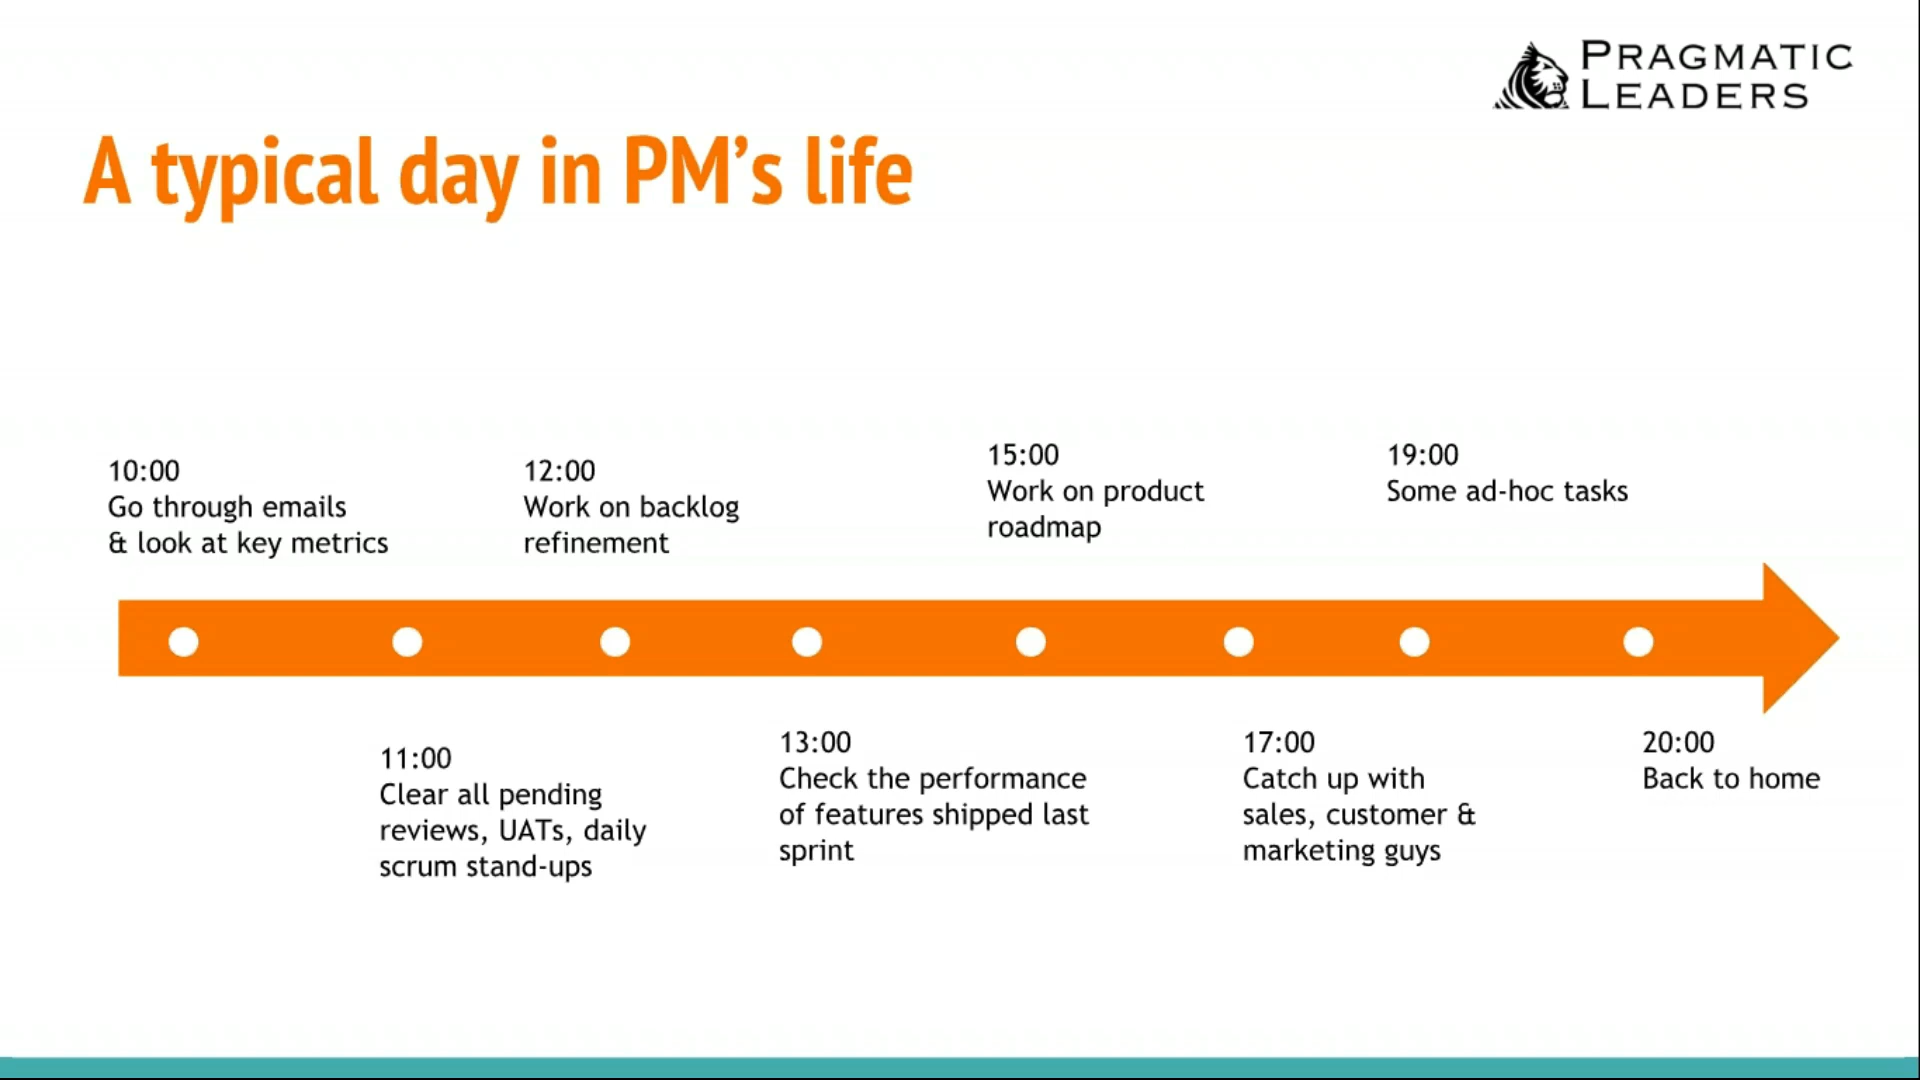 PRAGMATIC
LEADERS
A typical day in PM's life
10:00
Go through emails
& look at key metrics
12:00
Work on backlog
refinement
15:00
Work on product
roadmap
19:00
Some ad-hoc tasks
11:00
Clear all pending
reviews, UATs, daily
scrum stand-ups
13:00
Check the performance
of features shipped last
sprint
17:00
Catch up with
sales, customer &
marketing guys
20:00
Back to home